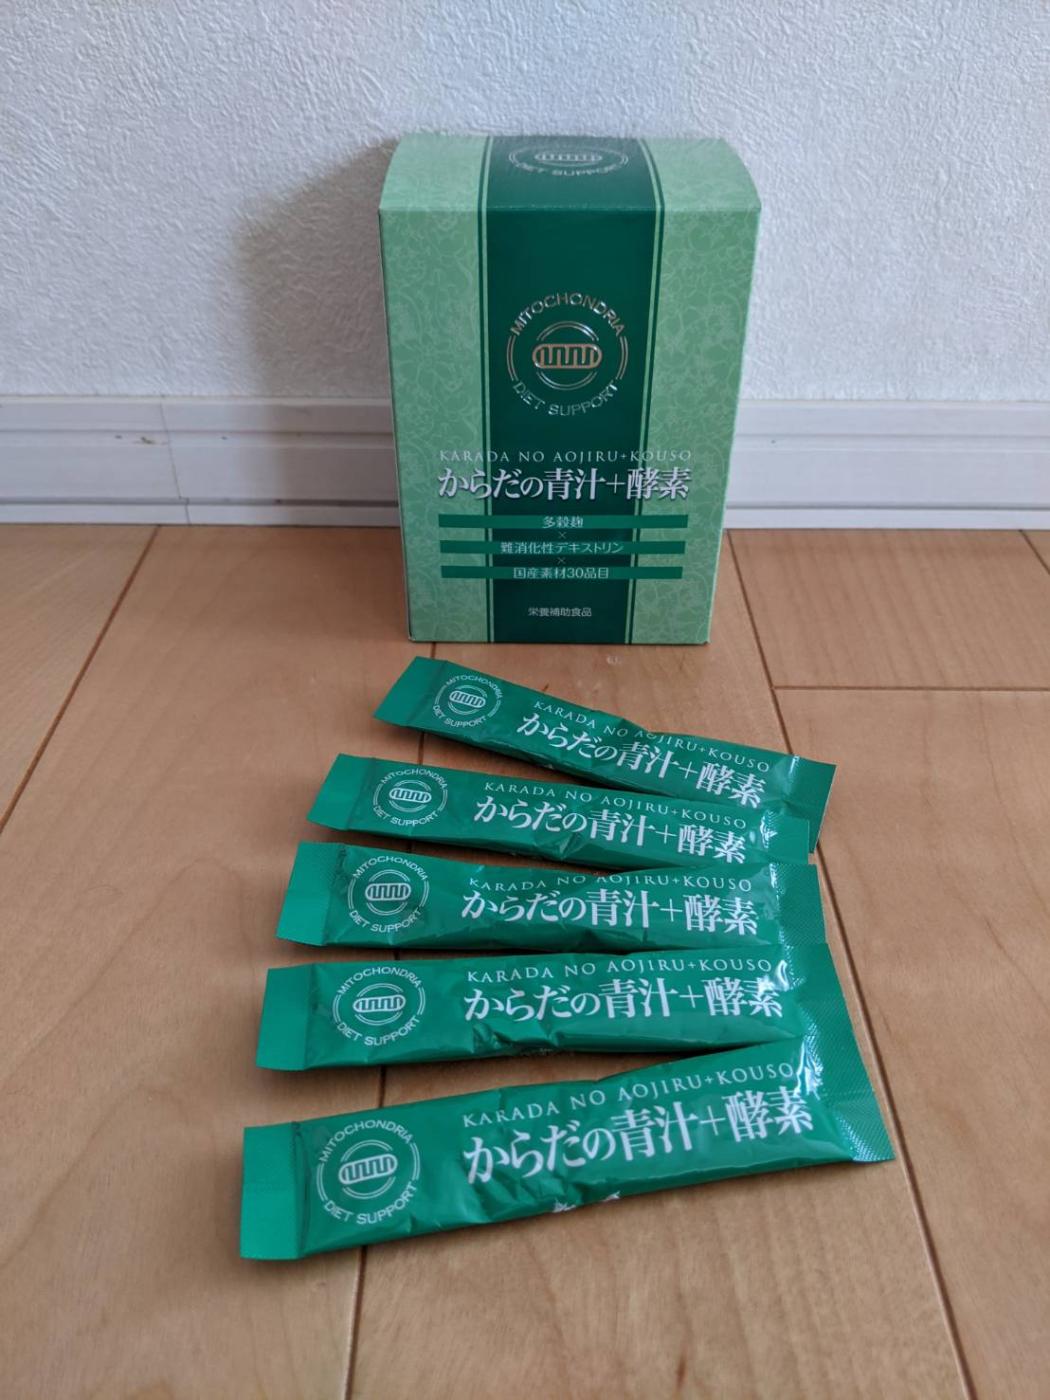 DIET SUPPORT
MITOCHONDRIA
DIET SUPPORT
KARADA NO AOJIRU+KOUSO
からだの青汁+酵素
多穀麹
×
難消化性デキストリン
×
国産素材30品目
栄養補助食品
MITOCHONDRIA
DIET SUPPORT
KARADA NO AOJIRU+KOUSO
からだの青汁+酵素
MITOCHONDRIA
DIET SUPPORT
KARADA NO AOJIRU+KOUSO
からだの青汁+酵素
MITOCHONDRIA
DIET SUPPORT
KARADA NO AOJIRU+KOUSO
からだの青汁+酵素
MITOCHONDRIA
DIET SUPPORT
KARADA NO AOJIRU+KOUSO
からだの青汁+酵素
MITOCHONDRIA
DIET SUPPORT
KARADA NO AOJIRU+KOUSO
からだの青汁+酵素